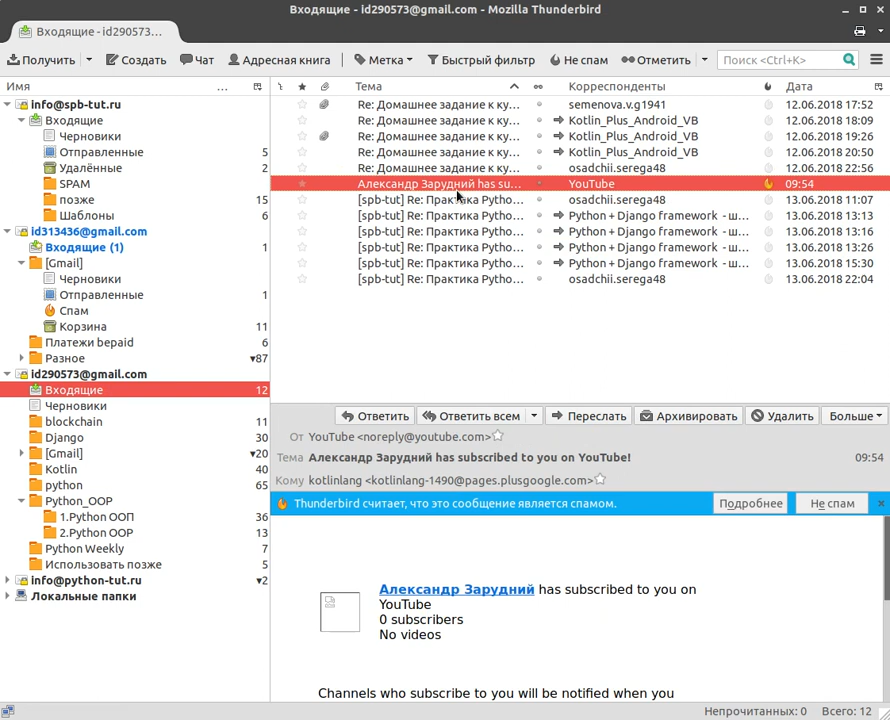 Входящие - id290573@gmail.com - Mozilla Thunderbird
Входящие - id290573...
Получить Создать Чат Адресная книга Метка Быстрый фильтр Не спам Отметить Поиск <Ctrl+K>
Имя ...
info@spb-tut.ru
Входящие
Черновики
Отправленные 5
Удалённые 2
SPAM
позже 15
Шаблоны 6
id313436@gmail.com
Входящие (1) 1
[Gmail]
Черновики
Отправленные 1
Спам
Корзина 11
Платежи bepaid 6
Разное ▾87
id290573@gmail.com
Входящие 12
Черновики
blockchain 11
Django 30
[Gmail] ▾20
Kotlin 40
python 65
Python_OOP
1.Python ООП 36
2.Python OOP 13
Python Weekly 7
Использовать позже 5
info@python-tut.ru ▾2
Локальные папки
Тема Корреспонденты Дата
Re: Домашнее задание к ку... semenova.v.g1941 12.06.2018 17:52
Re: Домашнее задание к ку... Kotlin_Plus_Android_VB 12.06.2018 18:09
Re: Домашнее задание к ку... Kotlin_Plus_Android_VB 12.06.2018 19:26
Re: Домашнее задание к ку... Kotlin_Plus_Android_VB 12.06.2018 20:50
Re: Домашнее задание к ку... osadchii.serega48 12.06.2018 22:56
Александр Зарудний has su... YouTube 09:54
[spb-tut] Re: Практика Pytho... osadchii.serega48 13.06.2018 11:07
[spb-tut] Re: Практика Pytho... Python + Django framework - ш... 13.06.2018 13:13
[spb-tut] Re: Практика Pytho... Python + Django framework - ш... 13.06.2018 13:16
[spb-tut] Re: Практика Pytho... Python + Django framework - ш... 13.06.2018 13:26
[spb-tut] Re: Практика Pytho... Python + Django framework - ш... 13.06.2018 15:30
[spb-tut] Re: Практика Pytho... osadchii.serega48 13.06.2018 22:04
Ответить Ответить всем Переслать Архивировать Удалить Больше
От YouTube <noreply@youtube.com>
Тема Александр Зарудний has subscribed to you on YouTube! 09:54
Кому kotlinlang <kotlinlang-1490@pages.plusgoogle.com>
Thunderbird считает, что это сообщение является спамом. Подробнее Не спам
Александр Зарудний has subscribed to you on
YouTube
0 subscribers
No videos
Channels who subscribe to you will be notified when you
Непрочитанных: 0 Всего: 12